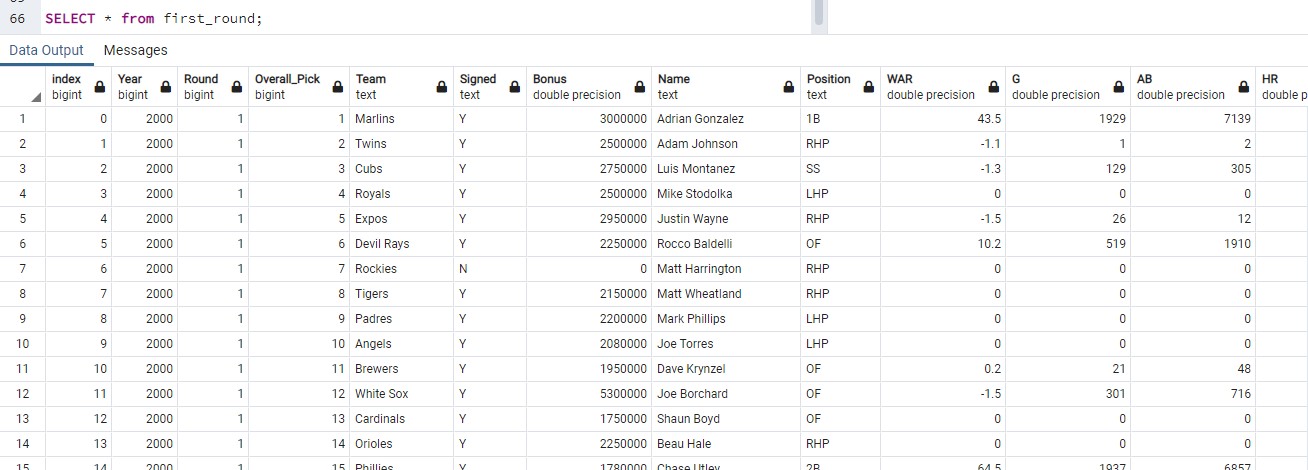 66 SELECT * from first_round;
Data Output Messages
index Year Round Overall_Pick Team Signed Bonus Name Position WAR G AB HR
bigint bigint bigint bigint text text double precision text text double precision double precision double precision double p
1 0 2000 1 1 Marlins Y 3000000 Adrian Gonzalez 1B 43.5 1929 7139
2 1 2000 1 2 Twins Y 2500000 Adam Johnson RHP -1.1 1 2
3 2 2000 1 3 Cubs Y 2750000 Luis Montanez SS -1.3 129 305
4 3 2000 1 4 Royals Y 2500000 Mike Stodolka LHP 0 0 0
5 4 2000 1 5 Expos Y 2950000 Justin Wayne RHP -1.5 26 12
6 5 2000 1 6 Devil Rays Y 2250000 Rocco Baldelli OF 10.2 519 1910
7 6 2000 1 7 Rockies N 0 Matt Harrington RHP 0 0 0
8 7 2000 1 8 Tigers Y 2150000 Matt Wheatland RHP 0 0 0
9 8 2000 1 9 Padres Y 2200000 Mark Phillips LHP 0 0 0
10 9 2000 1 10 Angels Y 2080000 Joe Torres LHP 0 0 0
11 10 2000 1 11 Brewers Y 1950000 Dave Krynzel OF 0.2 21 48
12 11 2000 1 12 White Sox Y 5300000 Joe Borchard OF -1.5 301 716
13 12 2000 1 13 Cardinals Y 1750000 Shaun Boyd OF 0 0 0
14 13 2000 1 14 Orioles Y 2250000 Beau Hale RHP 0 0 0
15 14 2000 1 15 Phillies Y 1780000 Chase Utley 2B 64.5 1937 6857